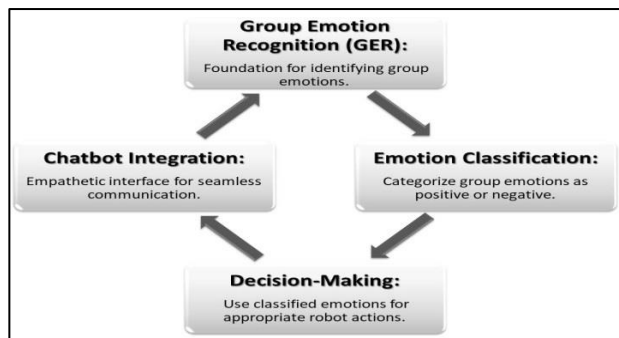 Group Emotion
Recognition (GER):
Foundation for identifying group
emotions.
Chatbot Integration:
Empathetic interface for seamless
communication.
Emotion Classification:
Categorize group emotions as
positive or negative.
Decision-Making:
Use classified emotions for
appropriate robot actions.